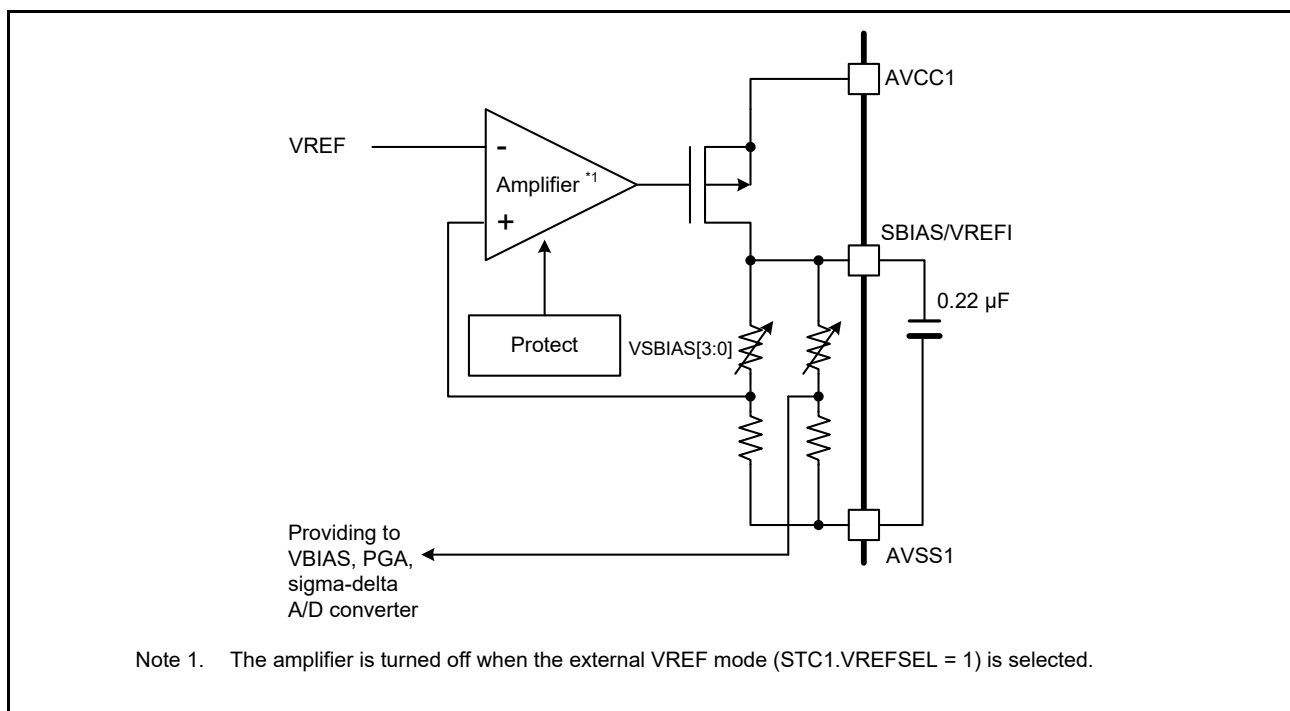 AVCC1
VREF
-
Amplifier *1
+
SBIAS/VREFI
0.22 µF
Protect
VSBIAS[3:0]
Providing to
VBIAS, PGA,
sigma-delta
A/D converter
AVSS1
Note 1. The amplifier is turned off when the external VREF mode (STC1.VREFSEL = 1) is selected.